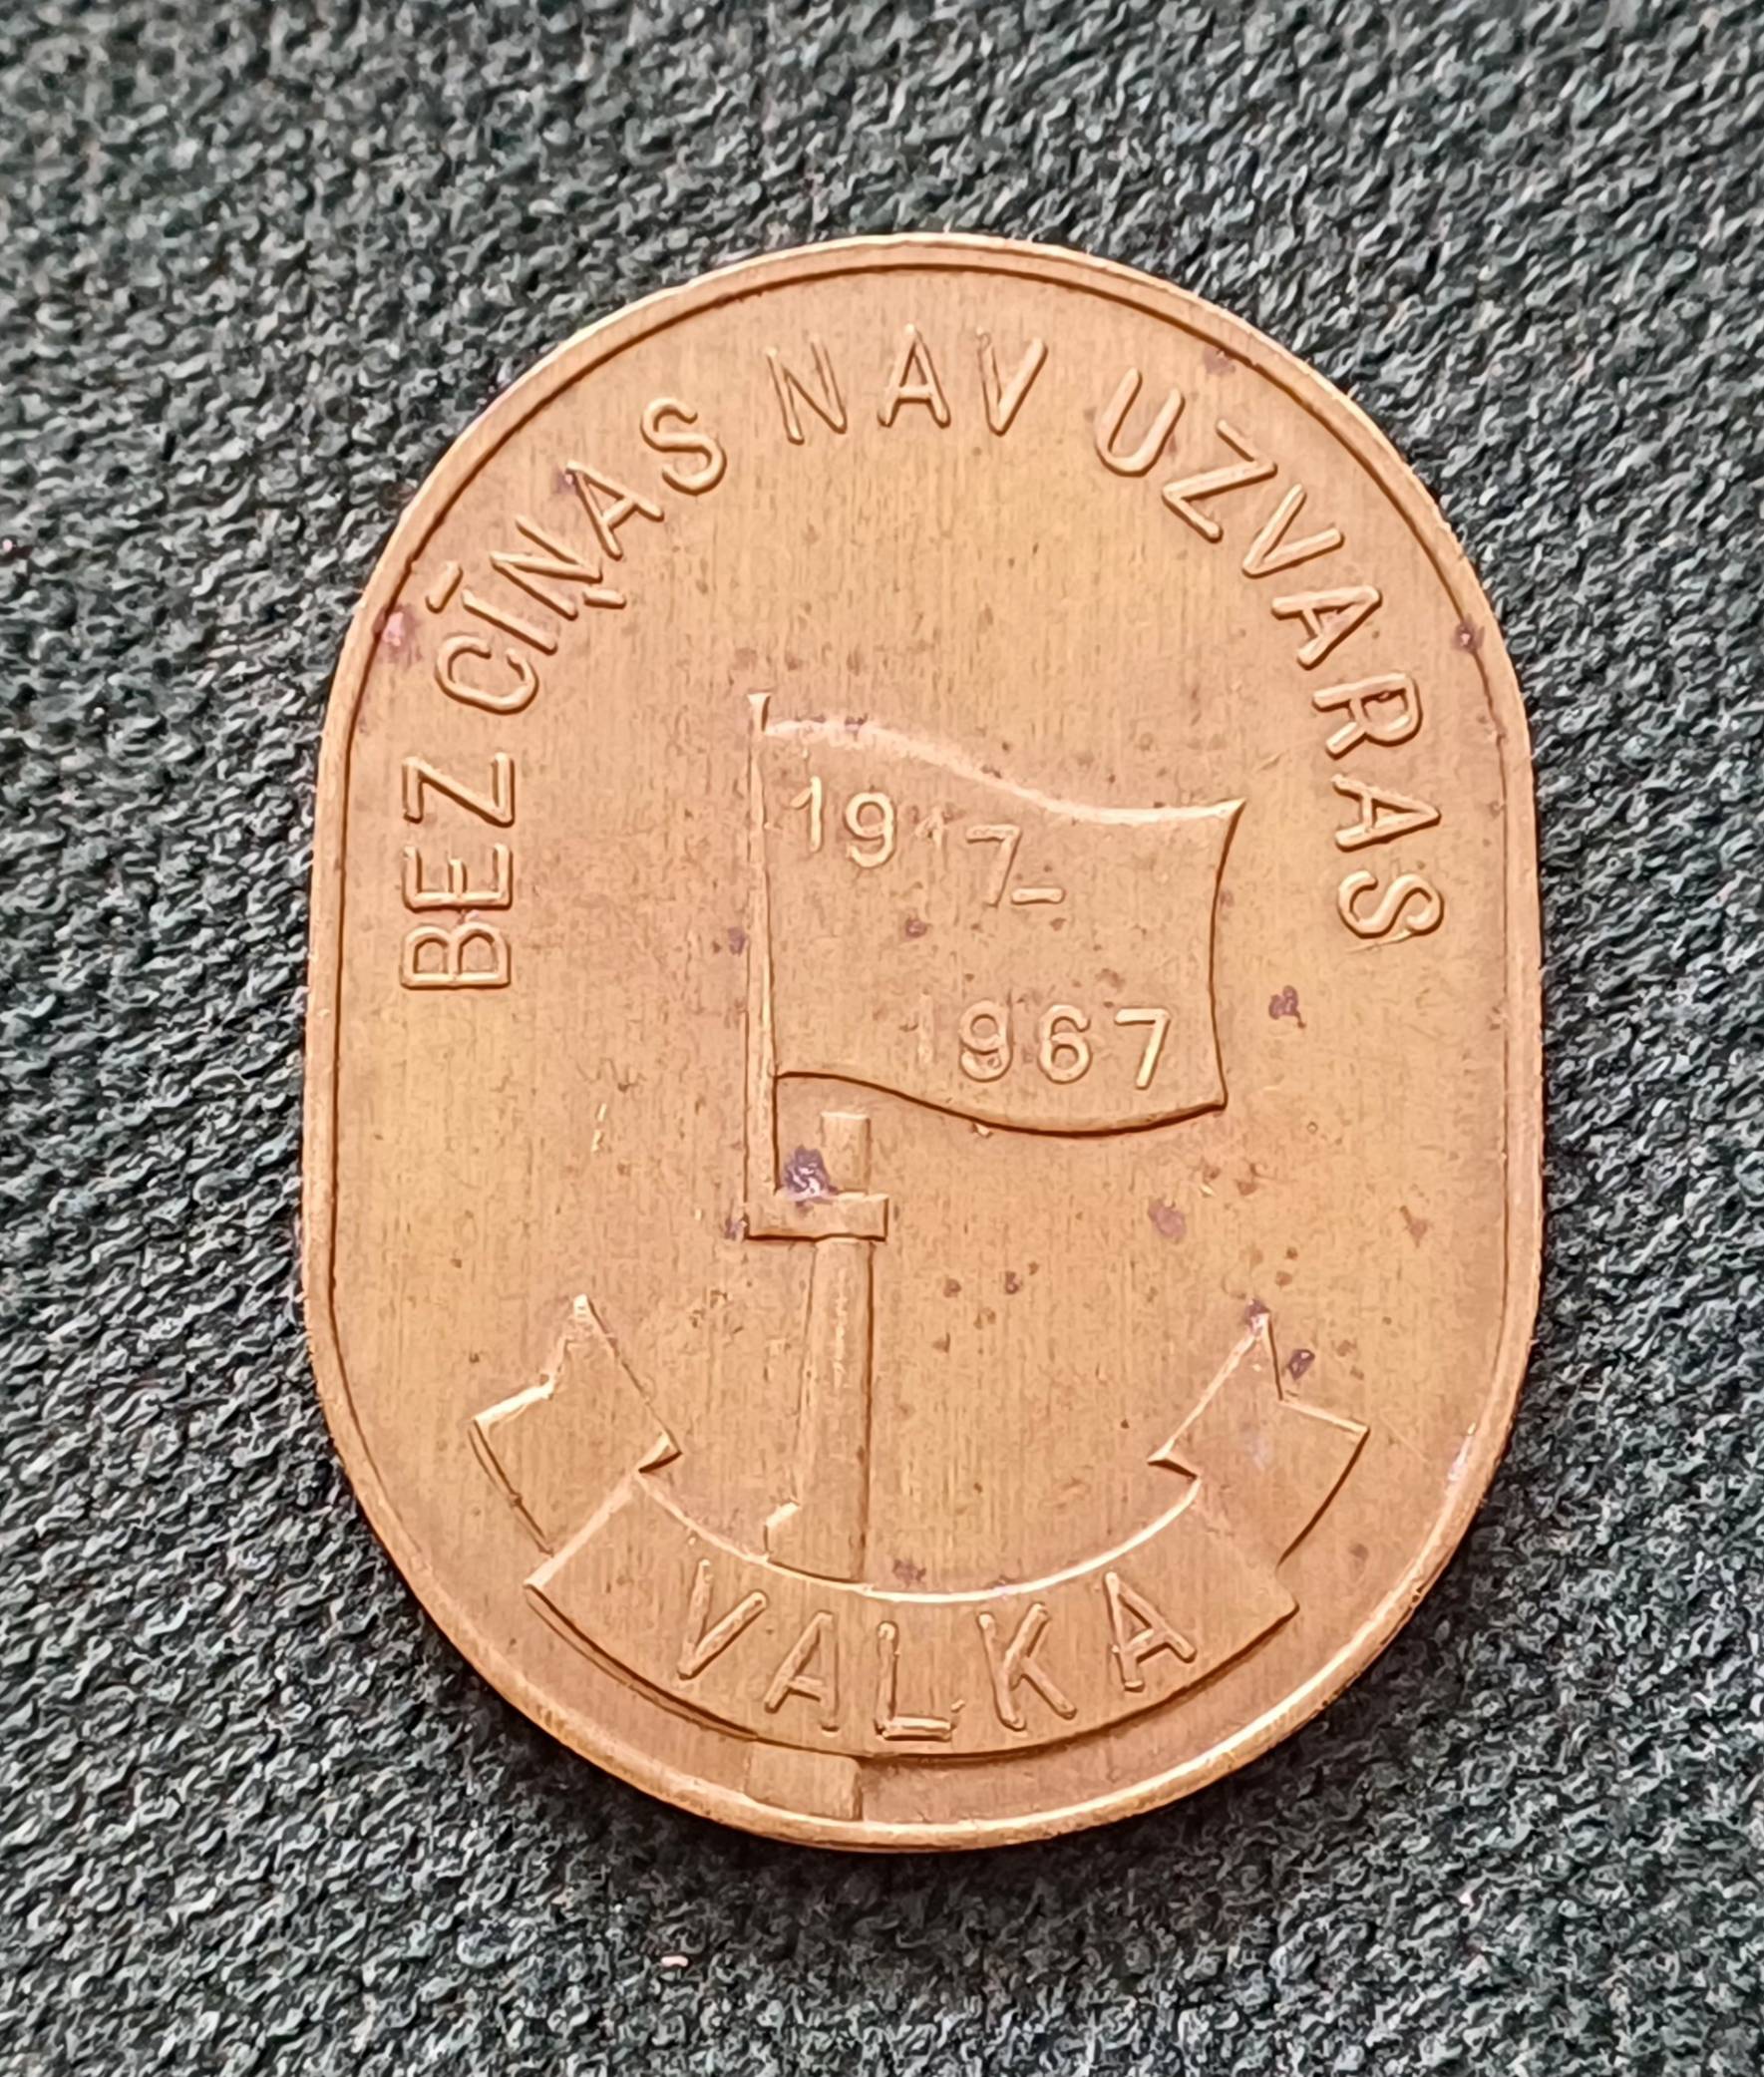 BEZ CĪŅAS NAV UZVARAS
1917-
1967
VALKA